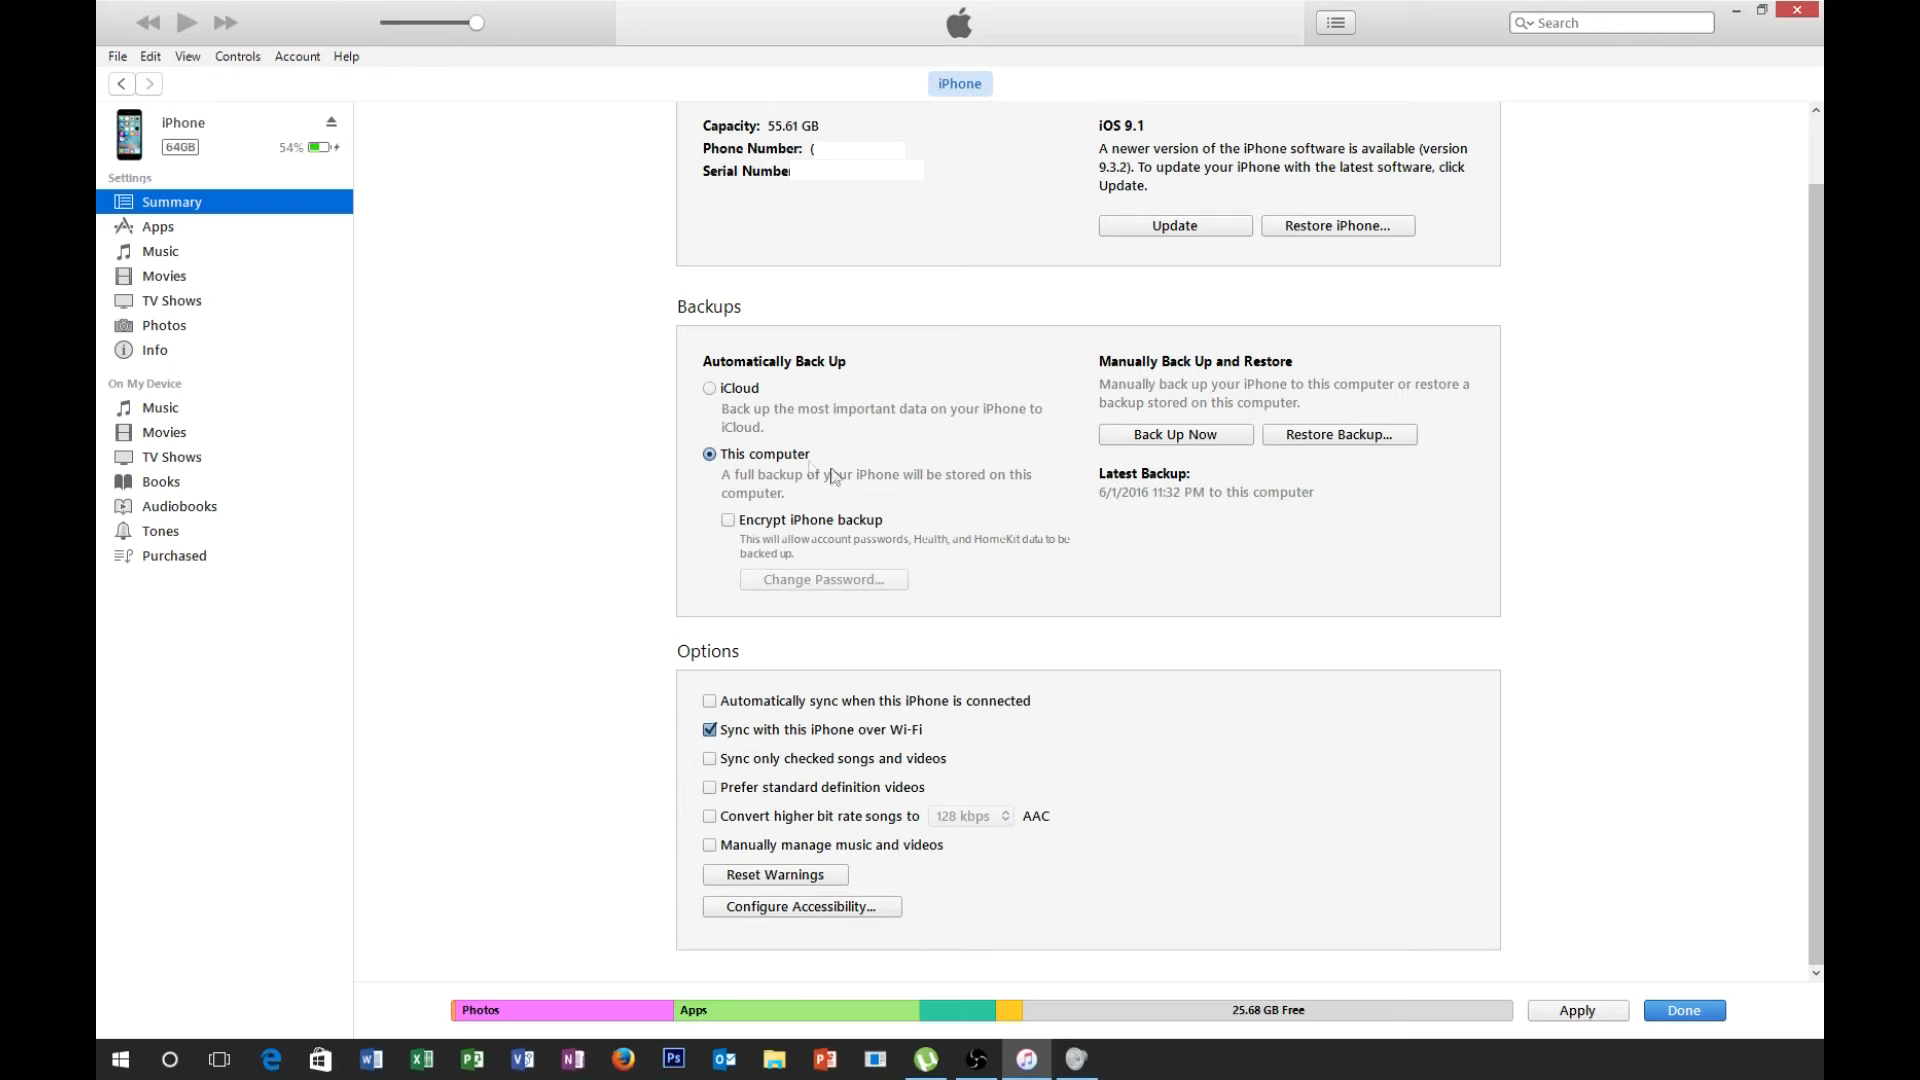 Search
File Edit View Controls Account Help
iPhone
iPhone
64GB 54%
Settings
Summary
Apps
Music
Movies
TV Shows
Photos
Info
On My Device
Music
Movies
TV Shows
Books
Audiobooks
Tones
Purchased
Capacity: 55.61 GB
Phone Number: (
Serial Number
iOS 9.1
A newer version of the iPhone software is available (version
9.3.2). To update your iPhone with the latest software, click
Update.
Update Restore iPhone...
Backups
Automatically Back Up
iCloud
Back up the most important data on your iPhone to
iCloud.
This computer
A full backup of your iPhone will be stored on this
computer.
Encrypt iPhone backup
This will allow account passwords, Health, and HomeKit data to be
backed up.
Change Password...
Manually Back Up and Restore
Manually back up your iPhone to this computer or restore a
backup stored on this computer.
Back Up Now Restore Backup...
Latest Backup:
6/1/2016 11:32 PM to this computer
Options
Automatically sync when this iPhone is connected
Sync with this iPhone over Wi-Fi
Sync only checked songs and videos
Prefer standard definition videos
Convert higher bit rate songs to 128 kbps AAC
Manually manage music and videos
Reset Warnings
Configure Accessibility...
Photos Apps 25.68 GB Free Apply Done